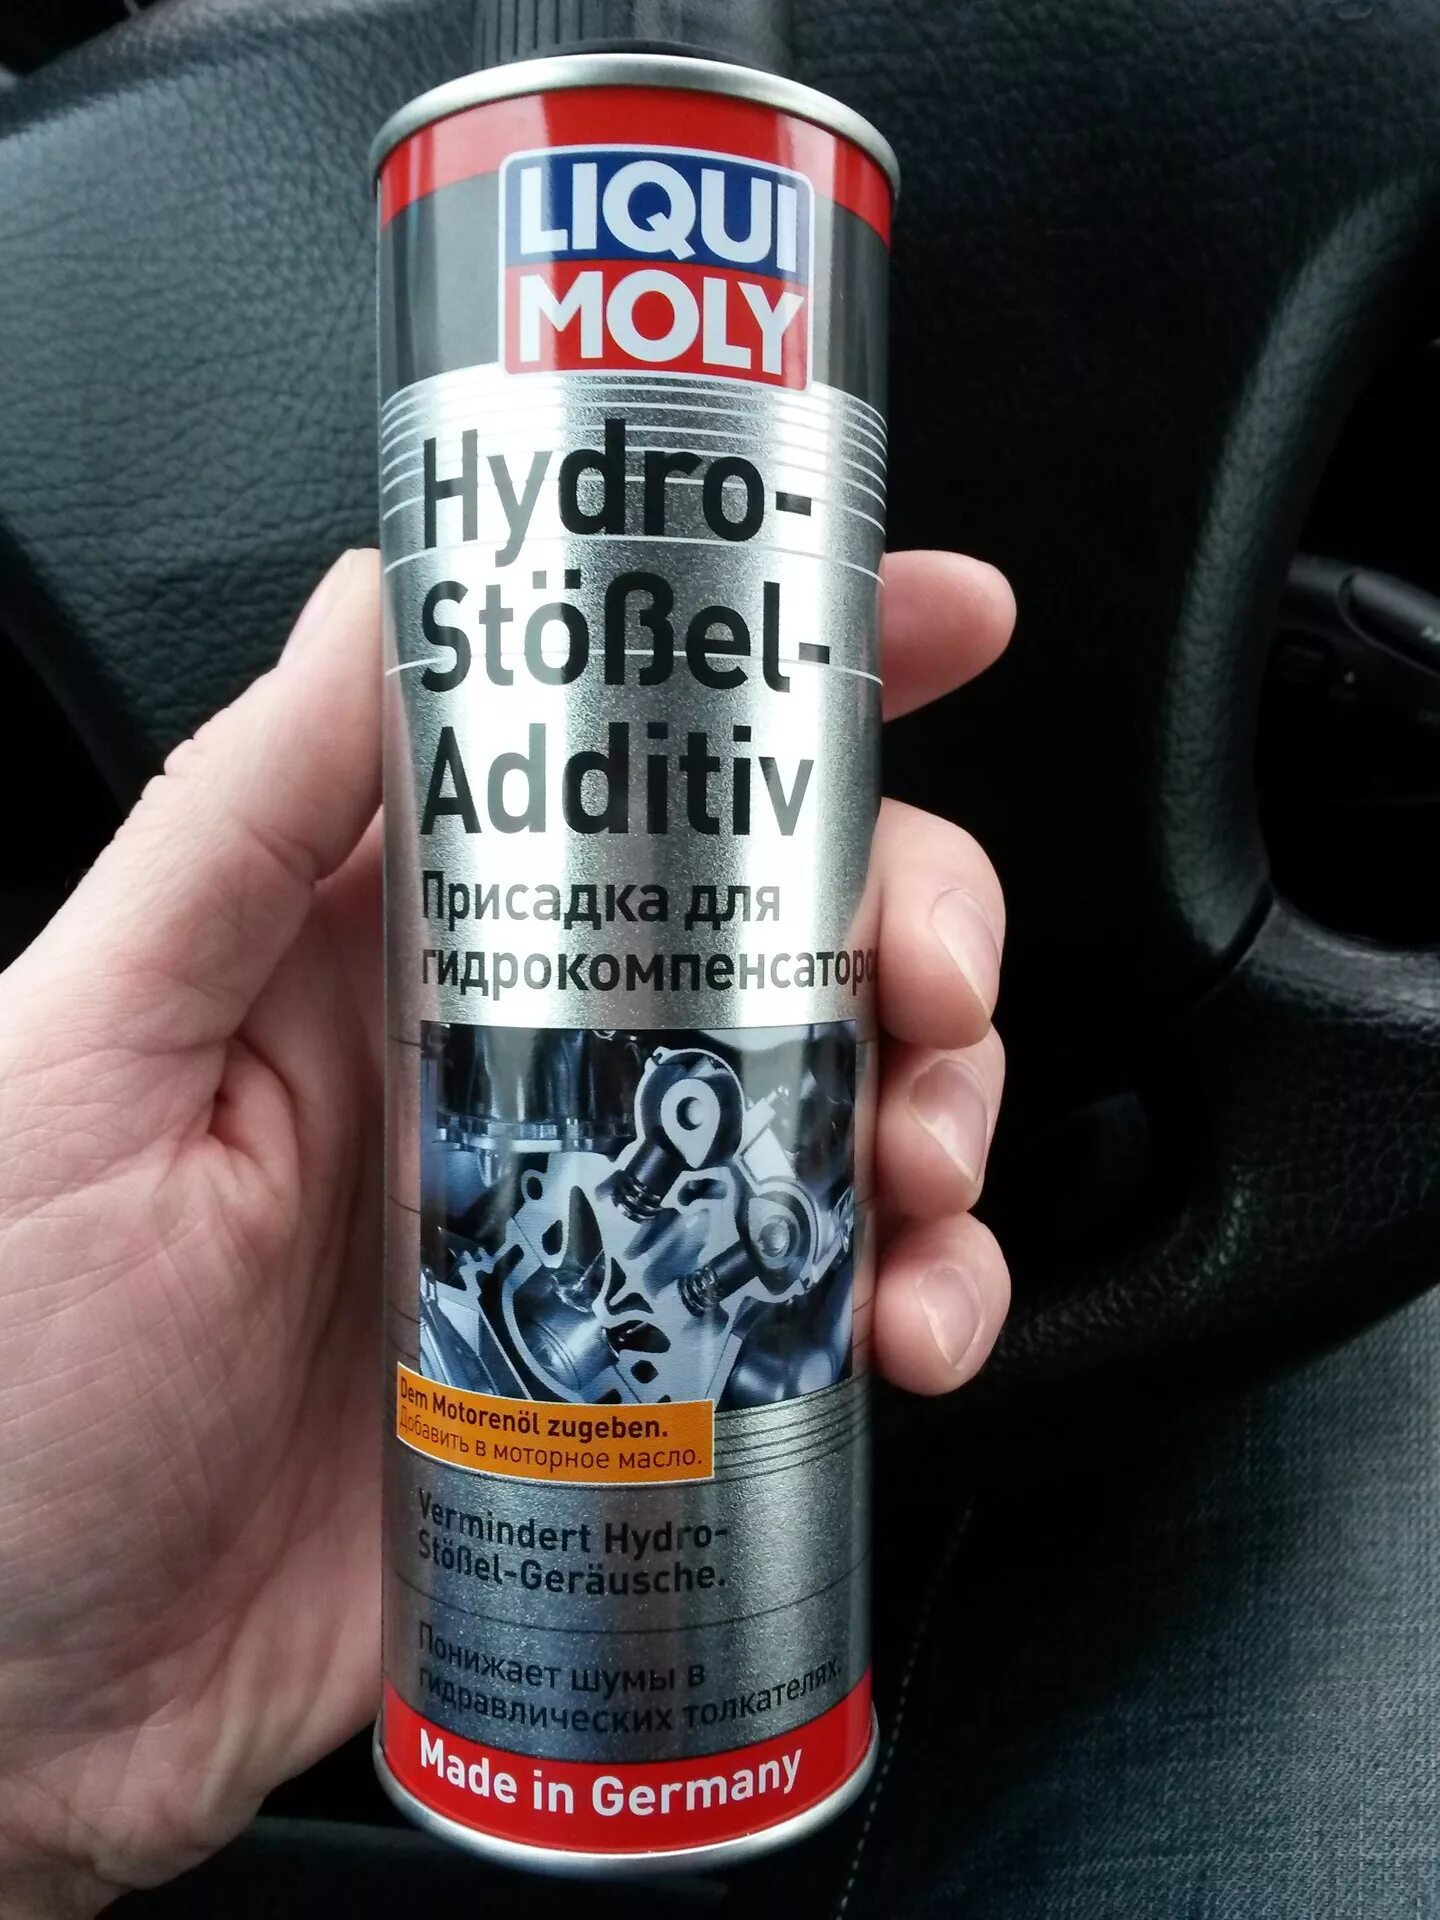 LIQUI
MOLY
Hydro-
Stößel-
Additiv
Присадка для
гидрокомпенсаторо
Dem Motorenöl zugeben.
Добавить в моторное масло.
Vermindert Hydro-
Stößel-Geräusche.
Понижает шумы в
гидравлических толкателях.
Made in Germany